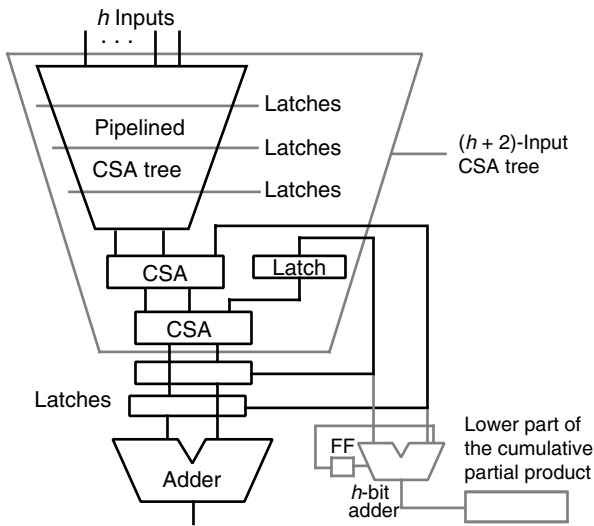 h Inputs
. . .
Latches
Pipelined
Latches
CSA tree
Latches
(h + 2)-Input
CSA tree
CSA
Latch
CSA
Latches
Adder
FF
h-bit
adder
Lower part of
the cumulative
partial product